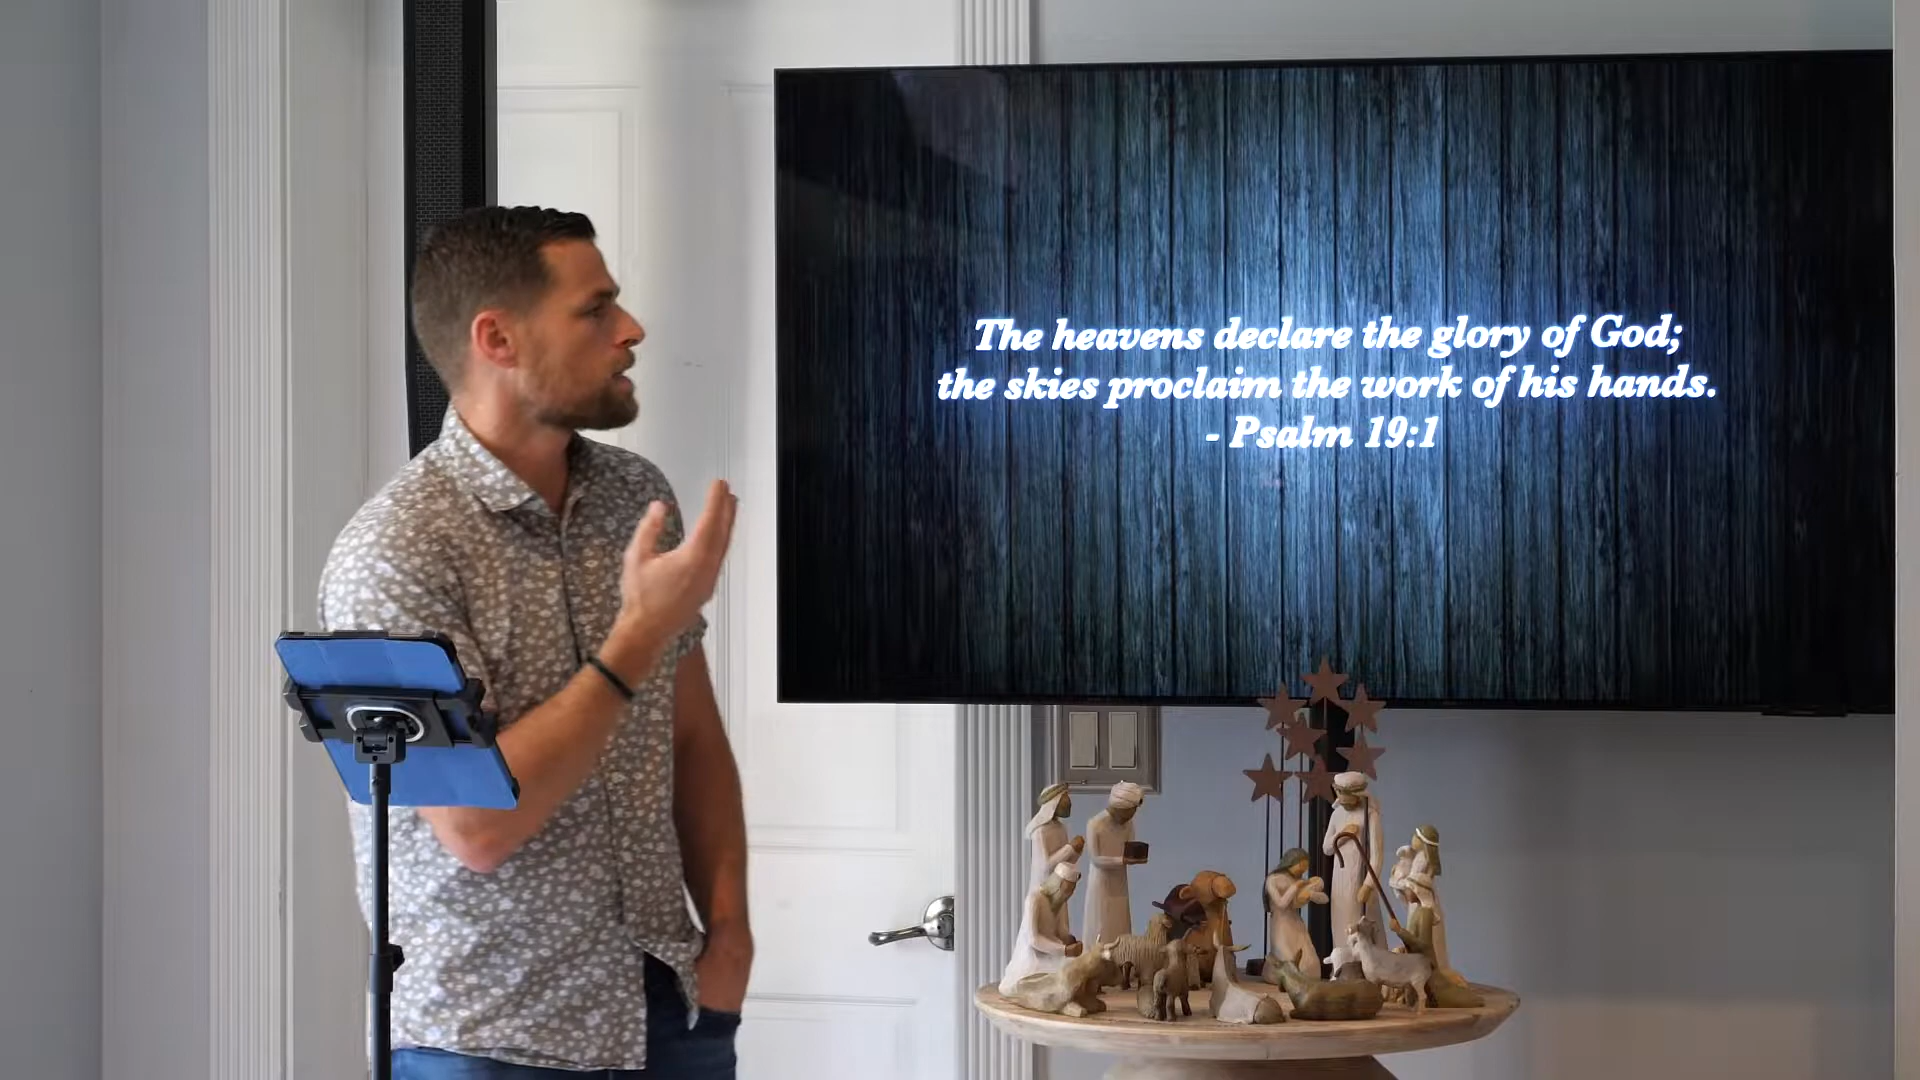 The heavens declare the glory of God;
the skies proclaim the work of his hands.
- Psalm 19:1